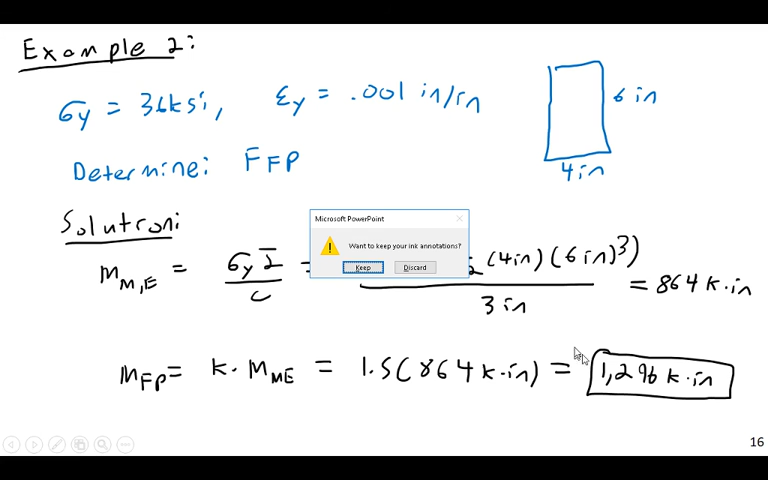 Example 2:
σy = 36ksi, εy = .001 in/in
6 in
4in
Determine: FFP
Solution:
Microsoft PowerPoint
Want to keep your ink annotations?
Keep Discard
MM,E = σy I / c = (4in)(6in)³) / 3 in = 864 k.in
MFP = k · MME = 1.5(864 k.in) = 1,296 k.in
16